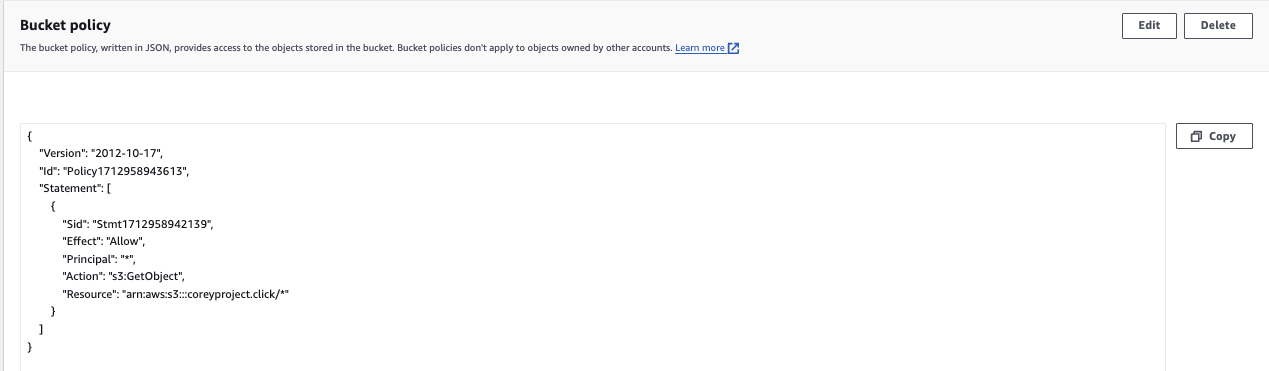 Bucket policy
Edit
Delete
The bucket policy, written in JSON, provides access to the objects stored in the bucket. Bucket policies don't apply to objects owned by other accounts. Learn more
Copy
{
"Version": "2012-10-17",
"Id": "Policy1712958943613",
"Statement": [
{
"Sid": "Stmt1712958942139",
"Effect": "Allow",
"Principal": "*",
"Action": "s3:GetObject",
"Resource": "arn:aws:s3:::coreyproject.click/*"
}
]
}